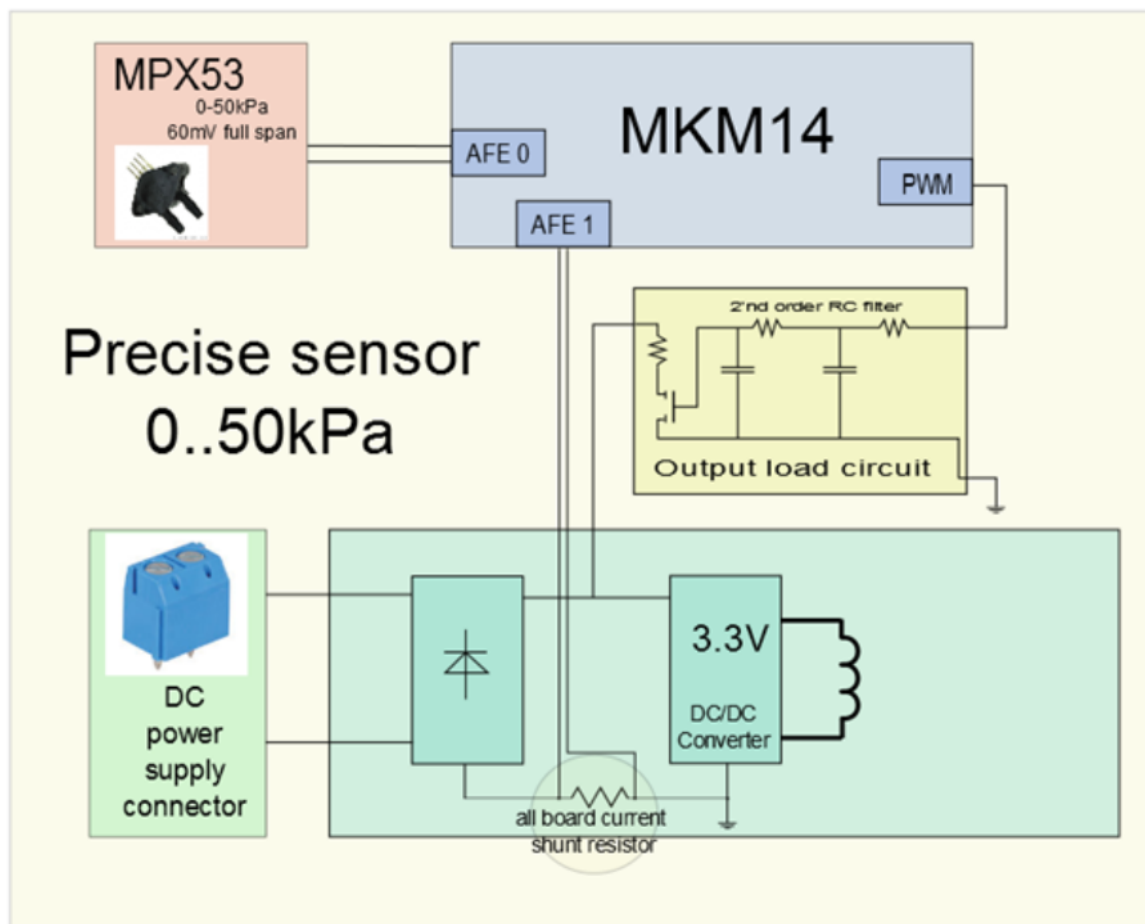 MPX53
0-50kPa
60mV full span
MKM14
AFE 0
PWM
AFE 1
2'nd order RC filter
Precise sensor
0..50kPa
Output load circuit
3.3V
DC/DC
Converter
DC
power
supply
connector
all board current
shunt resistor